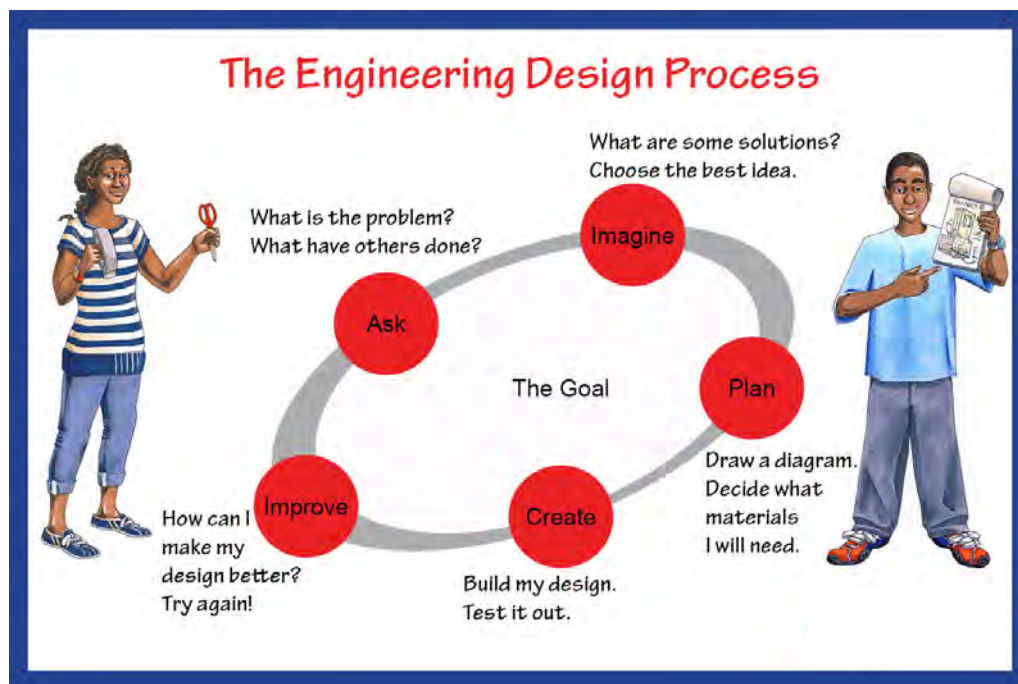 The Engineering Design Process
What are some solutions?
Choose the best idea.
Imagine
What is the problem?
What have others done?
Ask
The Goal
Plan
Draw a diagram.
Decide what
materials
I will need.
Create
Build my design.
Test it out.
Improve
How can I
make my
design better?
Try again!